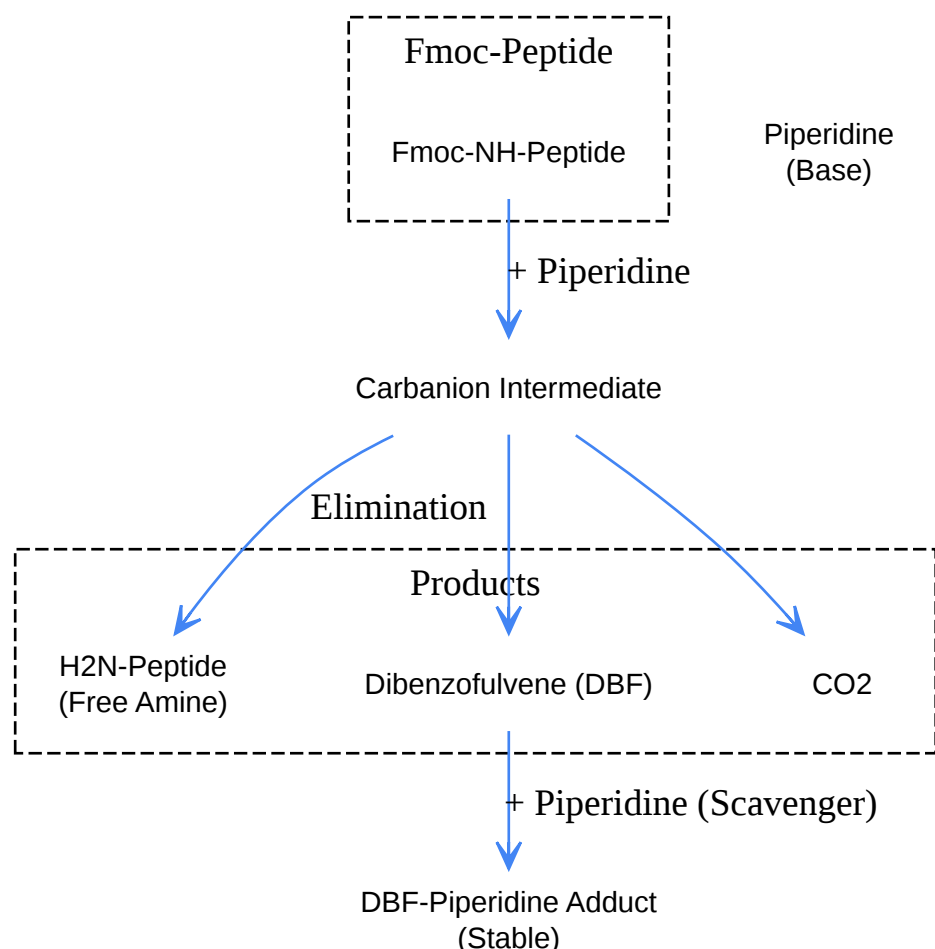 Fmoc-Peptide
Fmoc-NH-Peptide
Piperidine
(Base)
+ Piperidine
Carbanion Intermediate
Elimination
Products
H2N-Peptide
(Free Amine)
Dibenzofulvene (DBF)
CO2
+ Piperidine (Scavenger)
DBF-Piperidine Adduct
(Stable)